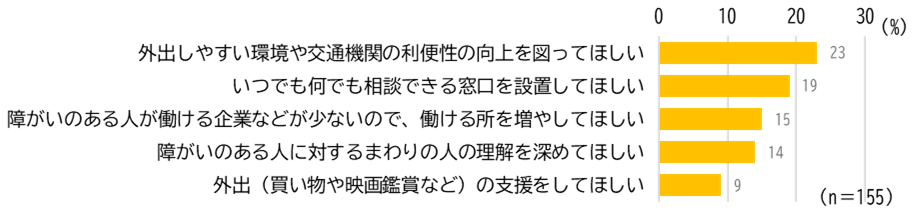 0 10 20 30
(%)
外出しやすい環境や交通機関の利便性の向上を図ってほしい 23
いつでも何でも相談できる窓口を設置してほしい 19
障がいのある人が働ける企業などが少ないので、働ける所を増やしてほしい 15
障がいのある人に対するまわりの人の理解を深めてほしい 14
外出（買い物や映画鑑賞など）の支援をしてほしい 9
（n＝155）